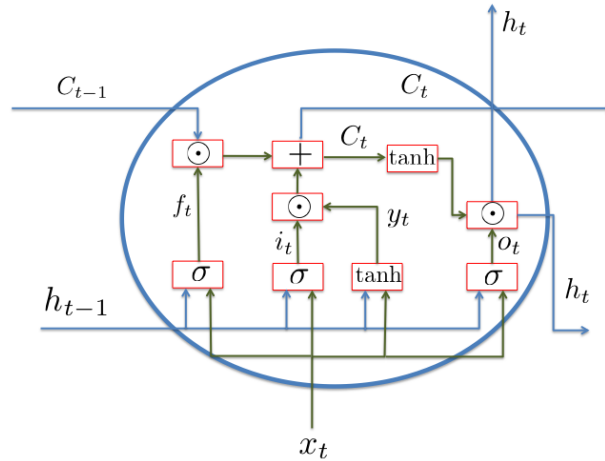 h_t
C_{t-1}
C_t
⊙
+
C_t
tanh
f_t
⊙
y_t
⊙
i_t
o_t
σ
σ
tanh
σ
h_{t-1}
h_t
x_t